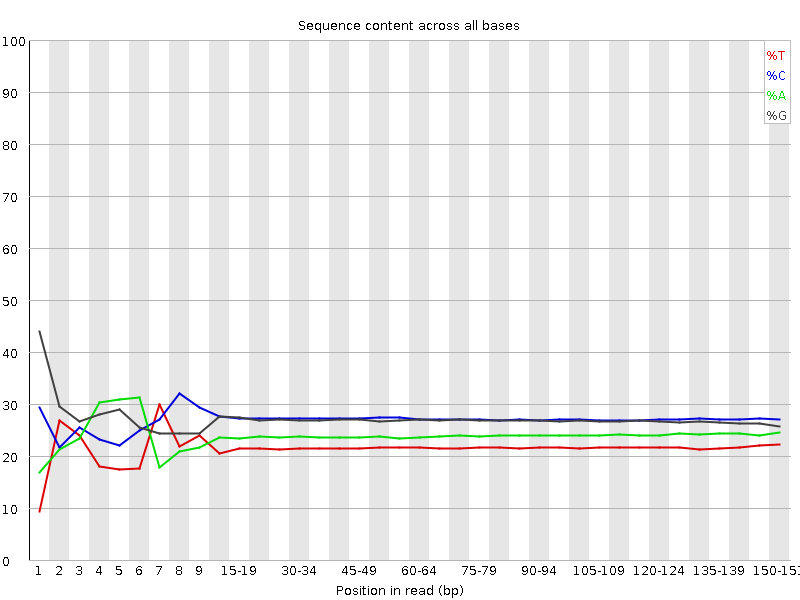 Sequence content across all bases
100
90
80
70
60
50
40
30
20
10
0
%T
%C
%A
%G
1 2 3 4 5 6 7 8 9 15-19 30-34 45-49 60-64 75-79 90-94 105-109 120-124 135-139 150-151
Position in read (bp)